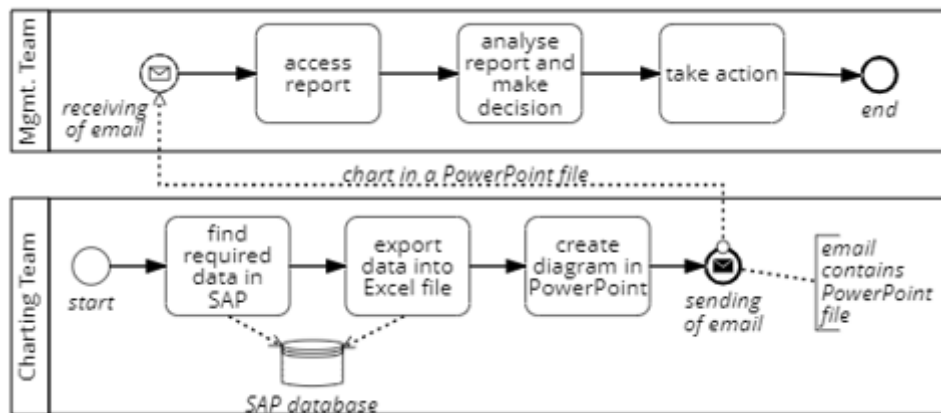 Mgmt. Team
receiving
of email
access
report
analyse
report and
make
decision
take action
end
chart in a PowerPoint file
Charting Team
start
find
required
data in
SAP
export
data into
Excel file
create
diagram in
PowerPoint
sending
of email
email
contains
PowerPoint
file
SAP database